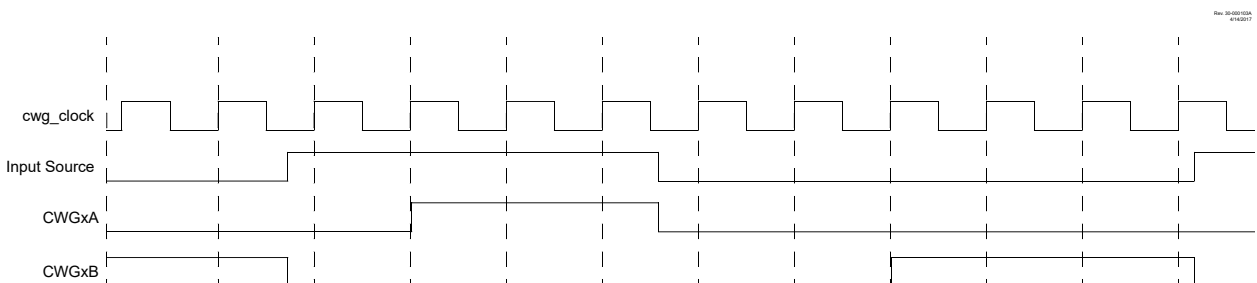 Rev. 30-000103A
4/14/2017
cwg_clock
Input Source
CWGxA
CWGxB